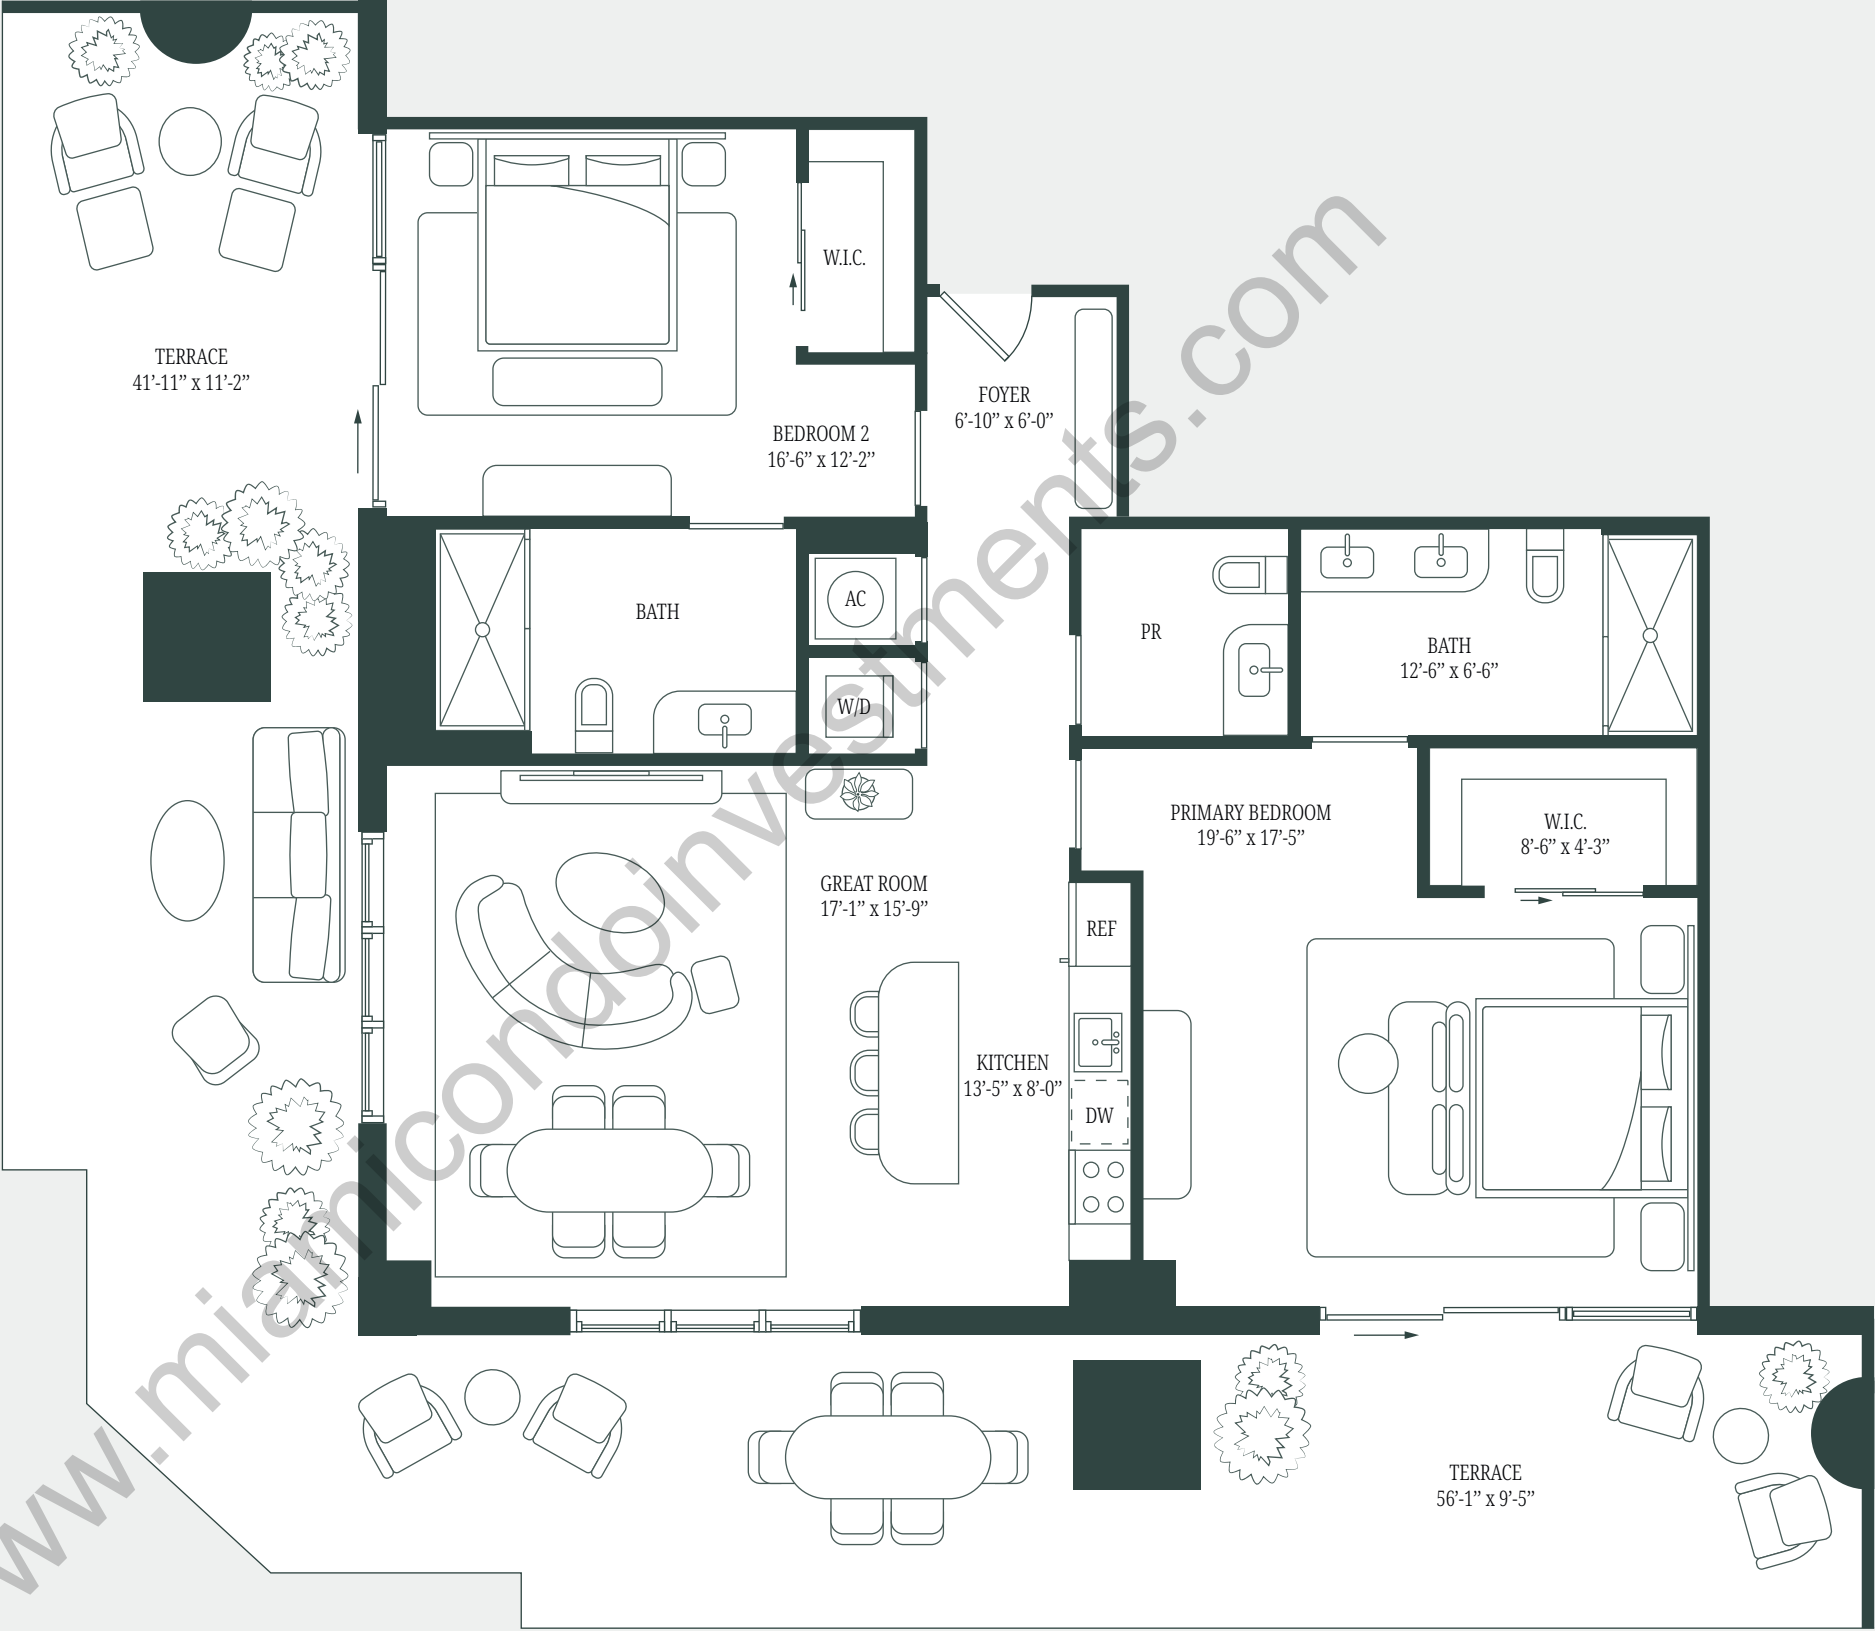 TERRACE
41’-11” x 11’-2”
W.I.C.
FOYER
6’-10” x 6’-0”
BEDROOM 2
16’-6” x 12’-2”
BATH
AC
W/D
PR
BATH
12’-6” x 6’-6”
PRIMARY BEDROOM
19’-6” x 17’-5”
W.I.C.
8’-6” x 4’-3”
GREAT ROOM
17’-1” x 15’-9”
REF
KITCHEN
13’-5” x 8’-0”
DW
TERRACE
56’-1” x 9’-5”
www.miamicondoinvestments.com